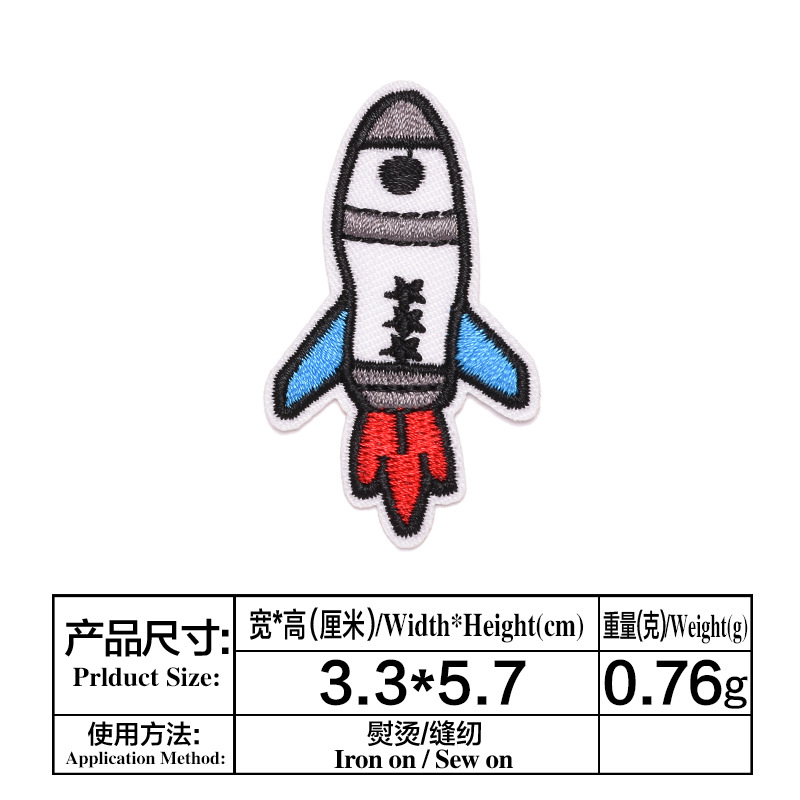 产品尺寸:
Prlduct Size:
宽*高(厘米)/Width*Height(cm)
重量(克)/Weight(g)
3.3*5.7
0.76g
使用方法:
Application Method:
熨烫/缝纫
Iron on / Sew on